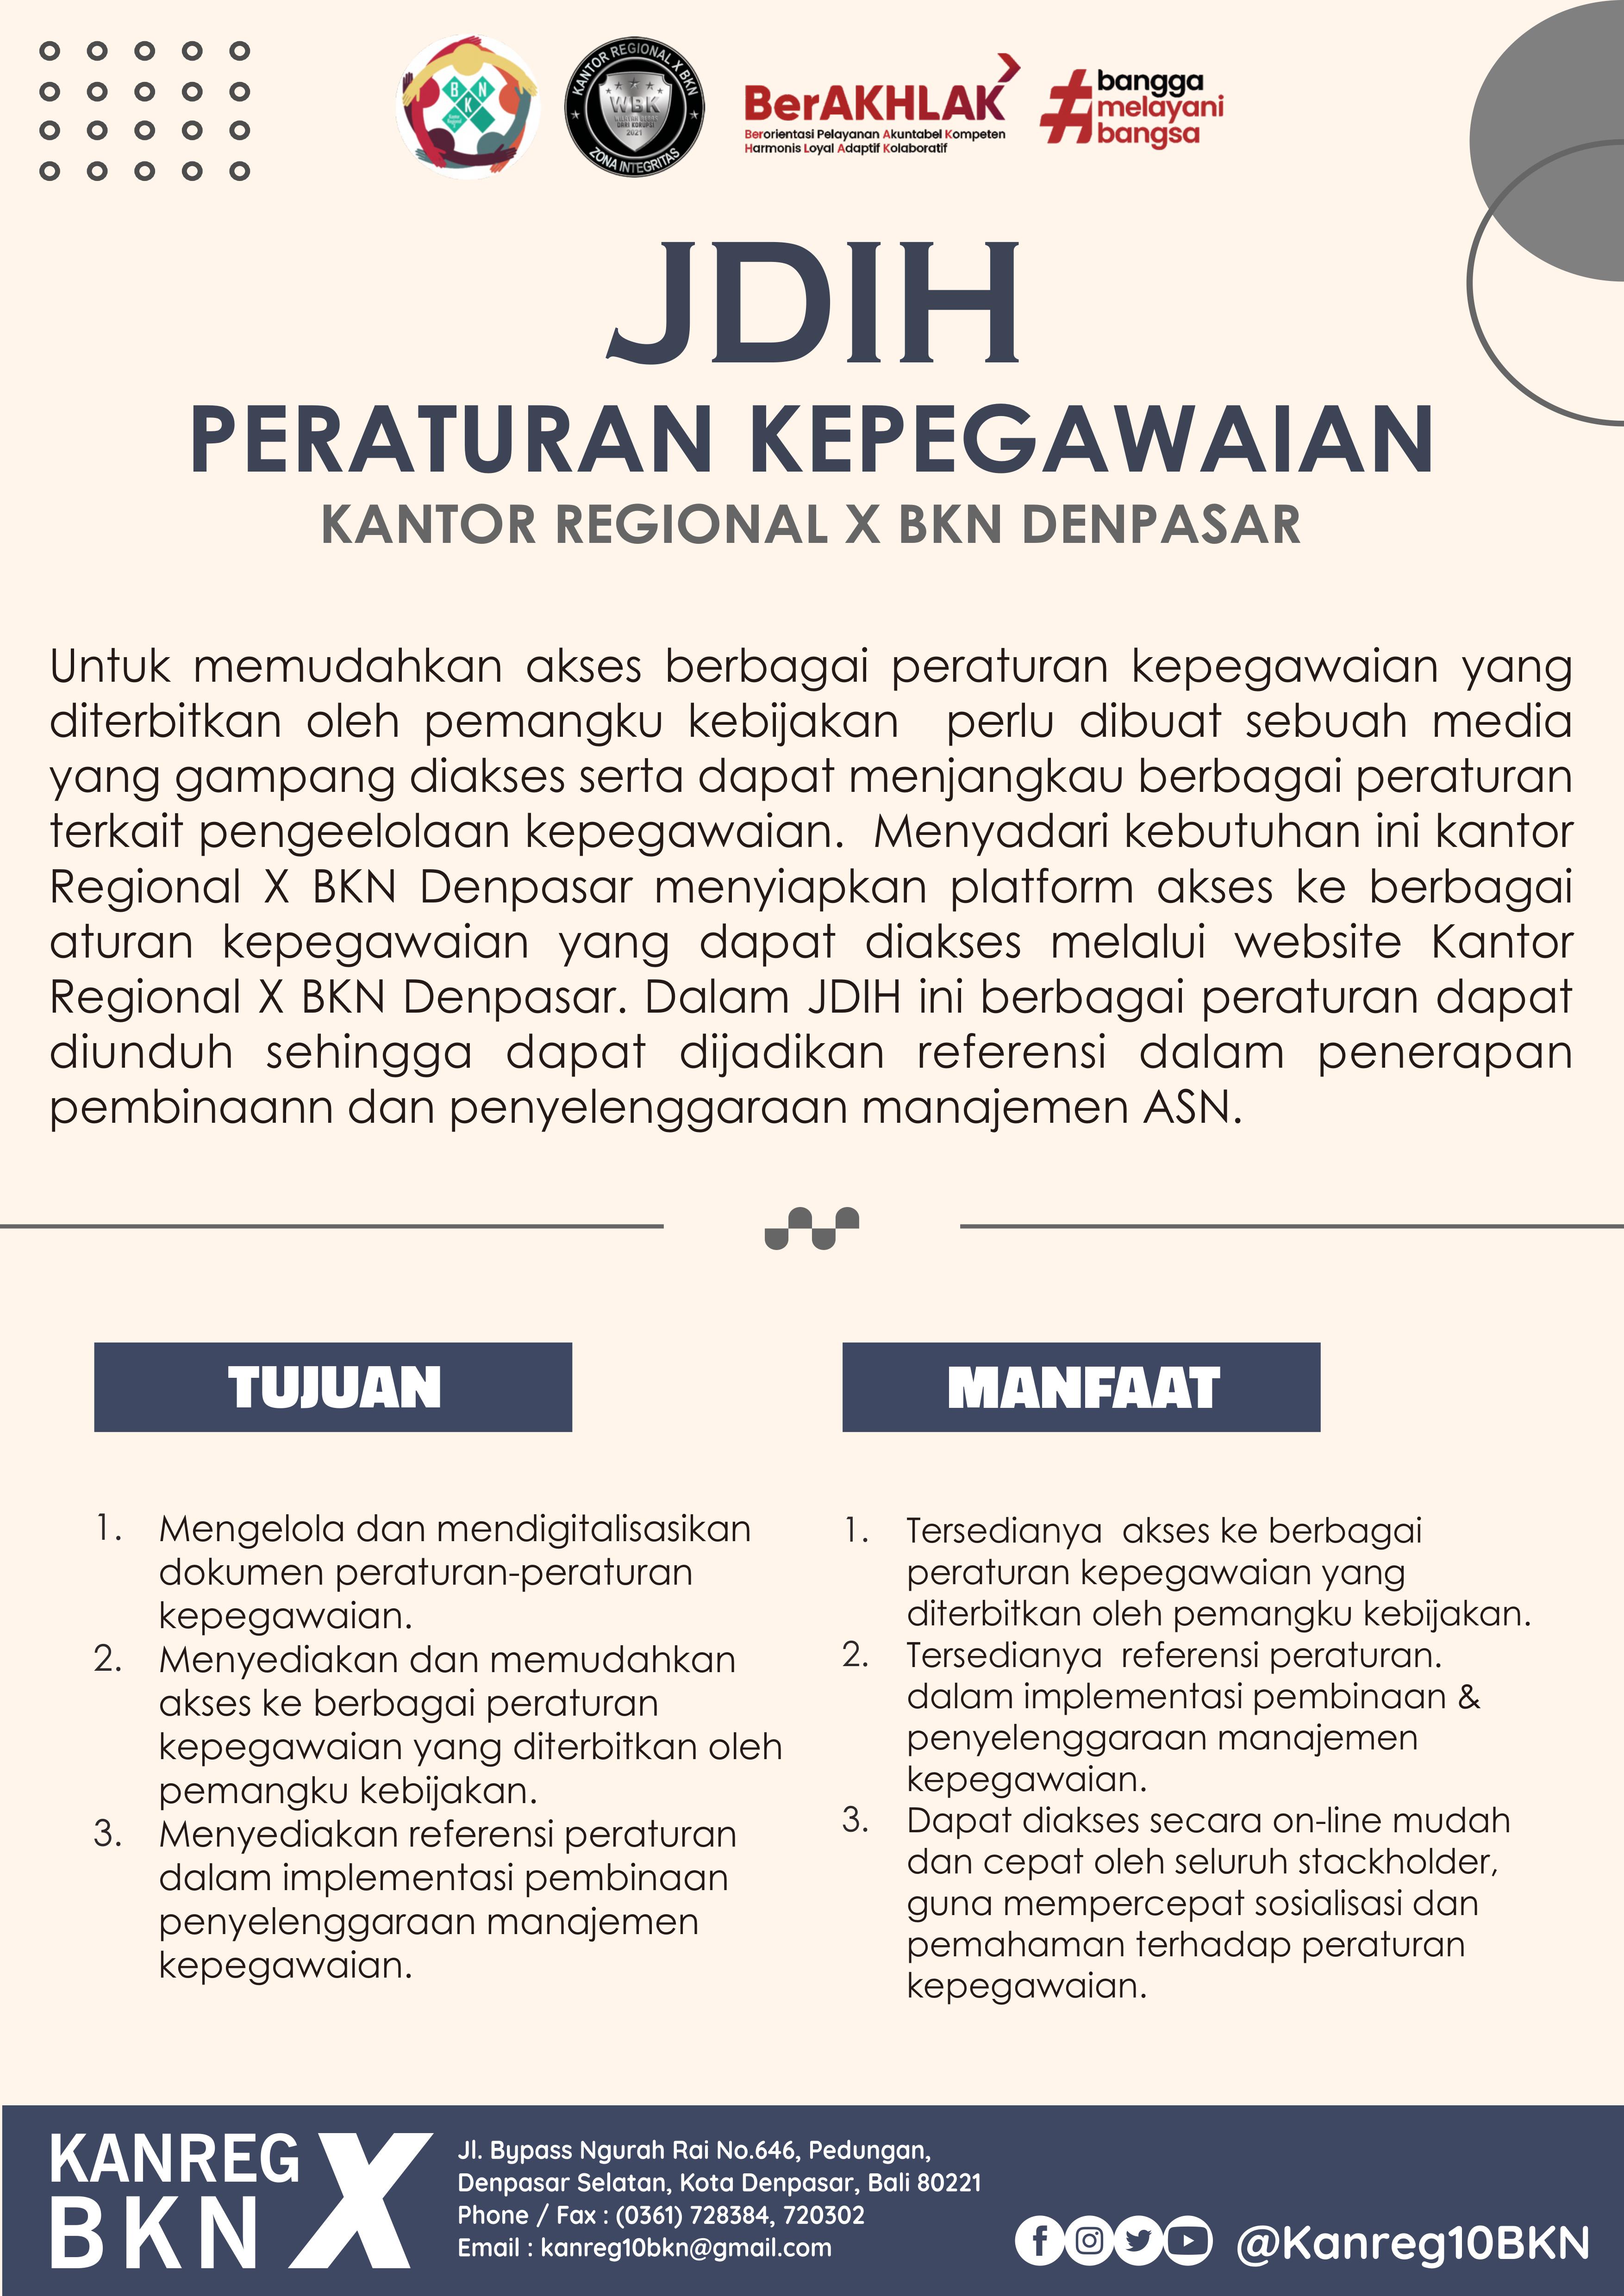 B N
K
KANTOR REGIONAL X BKN
WBK
WILAYAH BEBAS
DARI KORUPSI
2021
ZONA INTEGRITAS
BerAKHLAK
Berorientasi Pelayanan Akuntabel Kompeten
Harmonis Loyal Adaptif Kolaboratif
# bangga
melayani
bangsa
JDIH
PERATURAN KEPEGAWAIAN
KANTOR REGIONAL X BKN DENPASAR
Untuk memudahkan akses berbagai peraturan kepegawaian yang
diterbitkan oleh pemangku kebijakan perlu dibuat sebuah media
yang gampang diakses serta dapat menjangkau berbagai peraturan
terkait pengeelolaan kepegawaian. Menyadari kebutuhan ini kantor
Regional X BKN Denpasar menyiapkan platform akses ke berbagai
aturan kepegawaian yang dapat diakses melalui website Kantor
Regional X BKN Denpasar. Dalam JDIH ini berbagai peraturan dapat
diunduh sehingga dapat dijadikan referensi dalam penerapan
pembinaann dan penyelenggaraan manajemen ASN.
TUJUAN
1. Mengelola dan mendigitalisasikan
dokumen peraturan-peraturan
kepegawaian.
2. Menyediakan dan memudahkan
akses ke berbagai peraturan
kepegawaian yang diterbitkan oleh
pemangku kebijakan.
3. Menyediakan referensi peraturan
dalam implementasi pembinaan
penyelenggaraan manajemen
kepegawaian.
MANFAAT
1. Tersedianya akses ke berbagai
peraturan kepegawaian yang
diterbitkan oleh pemangku kebijakan.
2. Tersedianya referensi peraturan.
dalam implementasi pembinaan &
penyelenggaraan manajemen
kepegawaian.
3. Dapat diakses secara on-line mudah
dan cepat oleh seluruh stackholder,
guna mempercepat sosialisasi dan
pemahaman terhadap peraturan
kepegawaian.
KANREG
BKN X
Jl. Bypass Ngurah Rai No.646, Pedungan,
Denpasar Selatan, Kota Denpasar, Bali 80221
Phone / Fax : (0361) 728384, 720302
Email : kanreg10bkn@gmail.com
@Kanreg10BKN